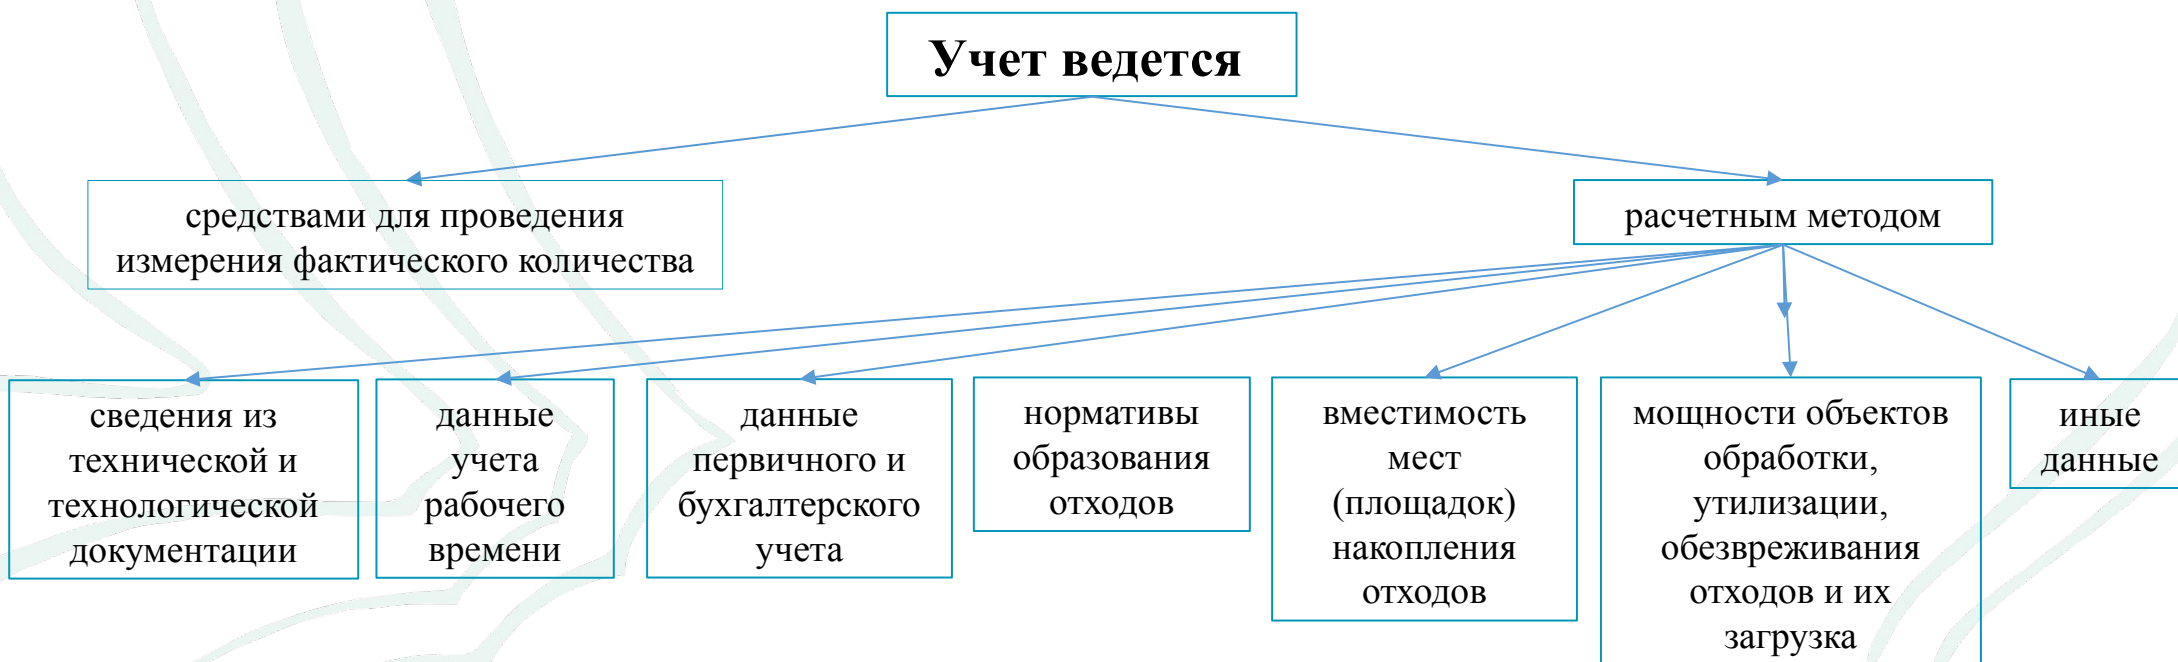 Учет ведется
средствами для проведения
измерения фактического количества
расчетным методом
сведения из
технической и
технологической
документации
данные
учета
рабочего
времени
данные
первичного и
бухгалтерского
учета
нормативы
образования
отходов
вместимость
мест
(площадок)
накопления
отходов
мощности объектов
обработки,
утилизации,
обезвреживания
отходов и их
загрузка
иные
данные